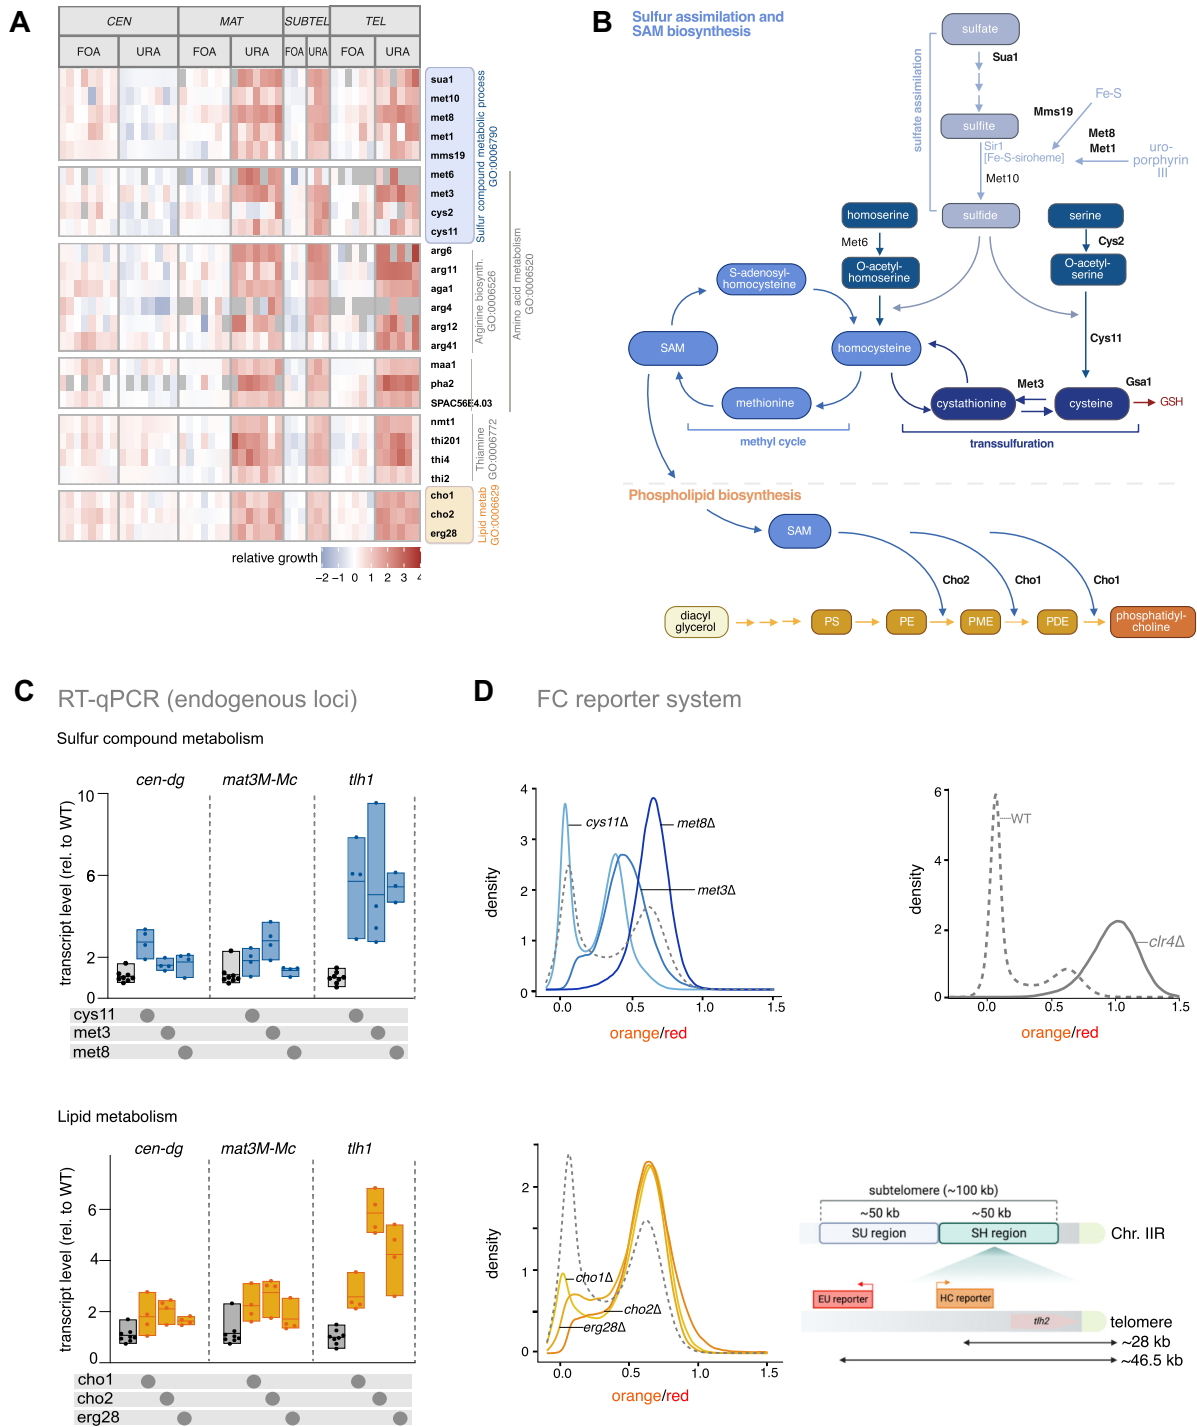 A
CEN MAT SUBTEL TEL
FOA URA FOA URA FOA URA FOA URA
sua1
met10
met8
met1
mms19
met6
met3
cys2
cys11
arg6
arg11
aga1
arg4
arg12
arg41
maa1
pha2
SPAC56E4.03
nmt1
thi201
thi4
thi2
cho1
cho2
erg28
Sulfur compound metabolic process
GO:0006790
Arginine biosynth.
GO:0006526
Amino acid metabolism
GO:0006520
Thiamine
GO:0006772
Lipid metab
GO:0006629
relative growth
−2 −1 0 1 2 3 4
B
Sulfur assimilation and
SAM biosynthesis
sulfate assimilation
sulfate
Sua1
sulfite
Mms19
Fe-S
Met8
Met1
uro-
porphyrin
III
Sir1
[Fe-S-siroheme]
Met10
sulfide
homoserine
serine
Met6
Cys2
O-acetyl-
homoserine
O-acetyl-
serine
S-adenosyl-
homocysteine
SAM
homocysteine
Cys11
methionine
cystathionine
Met3
cysteine
Gsa1
GSH
methyl cycle
transsulfuration
Phospholipid biosynthesis
SAM
Cho2
Cho1
Cho1
diacyl
glycerol
PS
PE
PME
PDE
phosphatidyl-
choline
C
RT-qPCR (endogenous loci)
Sulfur compound metabolism
cen-dg mat3M-Mc tlh1
transcript level (rel. to WT)
10
6
2
0
cys11
met3
met8
Lipid metabolism
cen-dg mat3M-Mc tlh1
transcript level (rel. to WT)
6
4
2
0
cho1
cho2
erg28
D
FC reporter system
density
4
3
2
1
0
cys11Δ
met8Δ
met3Δ
0.0 0.5 1.0 1.5
orange/red
density
6
4
2
0
WT
clr4Δ
0.0 0.5 1.0 1.5
orange/red
density
2
1
0
cho1Δ
cho2Δ
erg28Δ
0.0 0.5 1.0 1.5
orange/red
subtelomere (~100 kb)
~50 kb ~50 kb
SU region SH region Chr. IIR
EU reporter HC reporter
tlh2 telomere
~28 kb
~46.5 kb